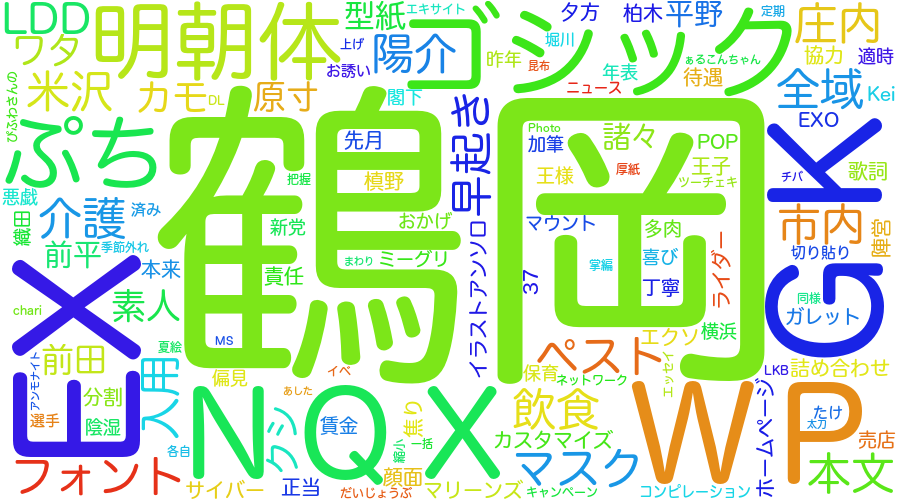 LDD
明朝体
型紙
エキサイト
夕方
柏木
平野
定期
庄内
ワタ
上げ
陽介
ゴシック
堀川
ぁるこんちゃん
協力
適時
お誘い
昨年
昆布
年表
待遇
米沢
カモ
DL
原寸
閣下
ニュース
全域
Kei
ぴふわさんの
鶴岡
早起き
Photo
加筆
諸々
POP
EXO
ぷち
先月
王様
厚紙
王子
ツーチェキ
チバ
GK
歌詞
把握
槙野
悪戯
介護
済み
新党
おかげ
マウント
多肉
市内
陣宮
織田
季節外れ
前平
本来
責任
まわり
ミーグリ
イラストアンソロ
掌編
喜び
ライダー
切り貼り
EX
素人
37
丁寧
同様
ガレット
chari
MS
夏絵
エクソ
横浜
アンモナイト
前田
入用
偏見
イベ
ペスト
保育
ネットワーク
エッセイ
LKB
詰め合わせ
分割
あした
NQX
飲食
WP
ホームページ
選手
陰湿
クシ
賃金
焦り
縮小
一括
カスタマイズ
たけ
太刀
売店
各自
フォント
サイバー
正当
だいじょうぶ
顔面
マリーンズ
マスク
キャンペーン
コンピレーション
本文